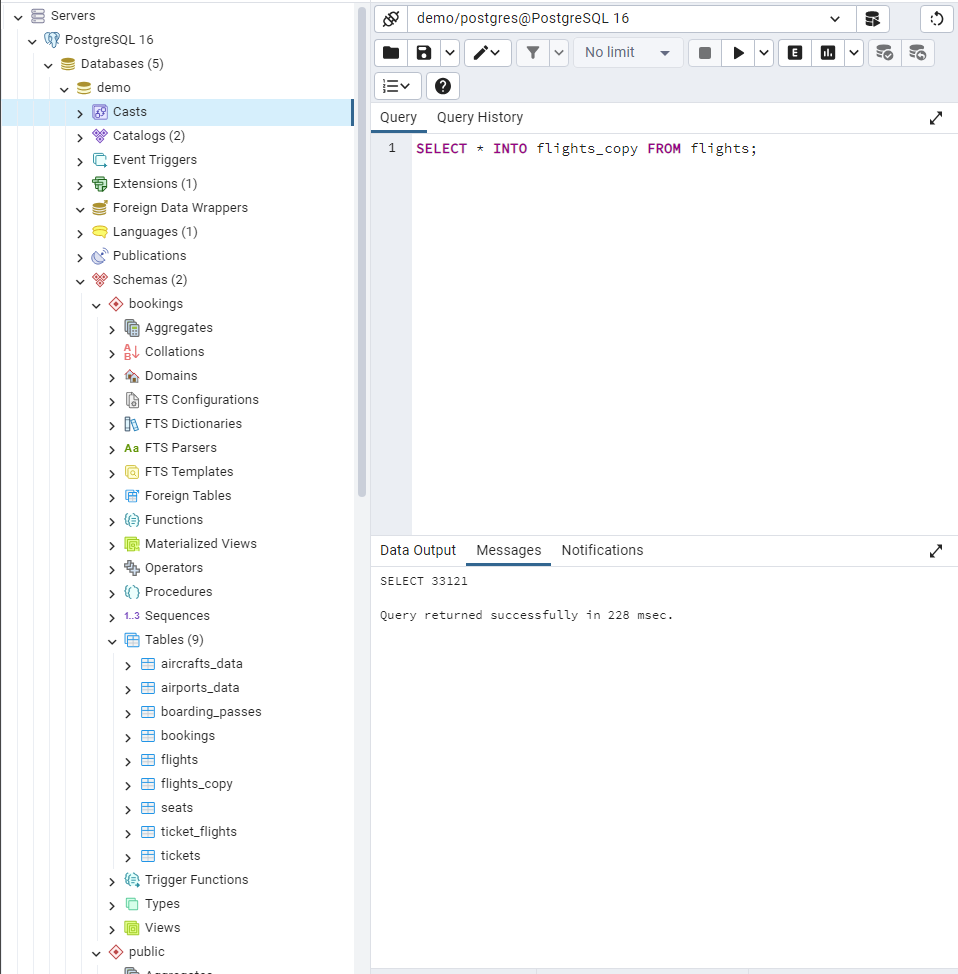 Servers
PostgreSQL 16
Databases (5)
demo
Casts
Catalogs (2)
Event Triggers
Extensions (1)
Foreign Data Wrappers
Languages (1)
Publications
Schemas (2)
bookings
Aggregates
Collations
Domains
FTS Configurations
FTS Dictionaries
Aa FTS Parsers
FTS Templates
Foreign Tables
Functions
Materialized Views
Operators
Procedures
1..3 Sequences
Tables (9)
aircrafts_data
airports_data
boarding_passes
bookings
flights
flights_copy
seats
ticket_flights
tickets
Trigger Functions
Types
Views
public
Aggregates
demo/postgres@PostgreSQL 16
No limit
E
Query Query History
1 SELECT * INTO flights_copy FROM flights;
Data Output Messages Notifications
SELECT 33121
Query returned successfully in 228 msec.